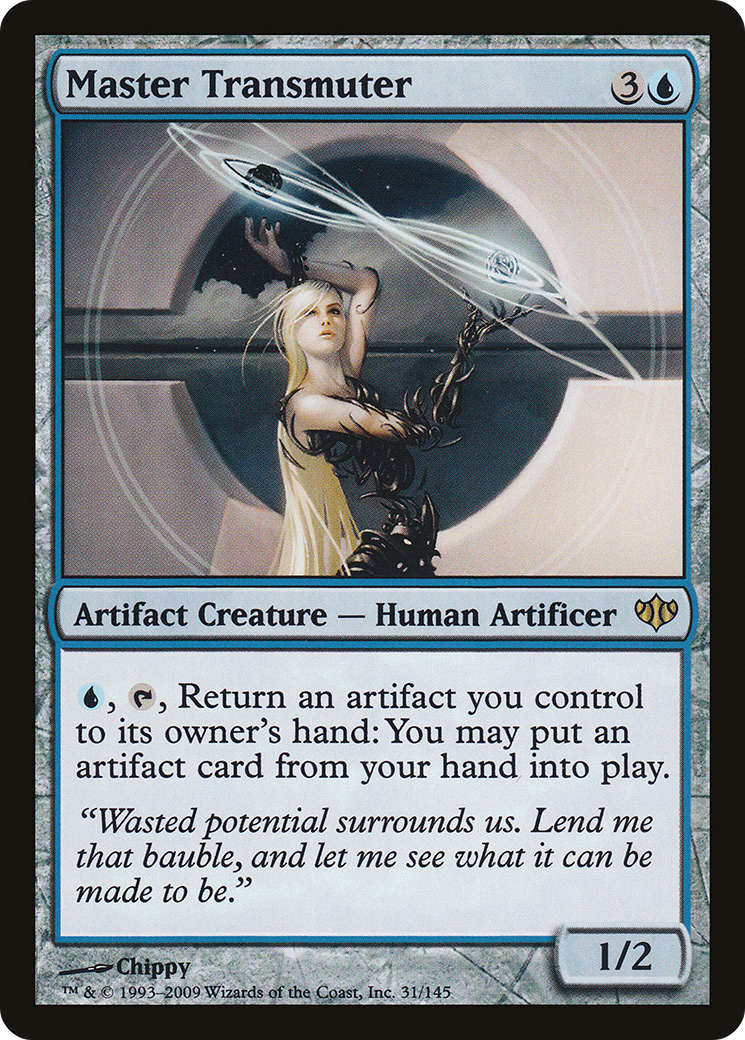 Master Transmuter 3
Artifact Creature — Human Artificer
, , Return an artifact you control
to its owner's hand: You may put an
artifact card from your hand into play.
“Wasted potential surrounds us. Lend me
that bauble, and let me see what it can be
made to be.”
1/2
Chippy
™ & © 1993–2009 Wizards of the Coast, Inc. 31/145